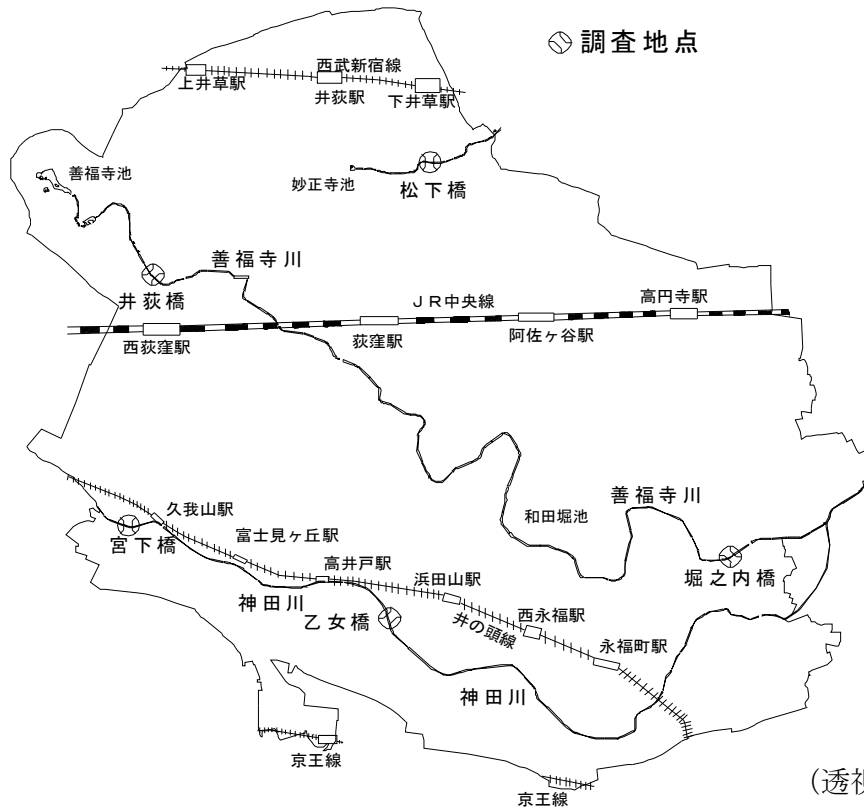 調査地点
西武新宿線
上井草駅
井荻駅
下井草駅
善福寺池
妙正寺池
松下橋
善福寺川
井荻橋
JR中央線
高円寺駅
西荻窪駅
荻窪駅
阿佐ヶ谷駅
久我山駅
宮下橋
富士見ヶ丘駅
高井戸駅
和田堀池
善福寺川
堀之内橋
浜田山駅
神田川
乙女橋
井の頭線
西永福駅
永福町駅
神田川
京王線
京王線
(透視